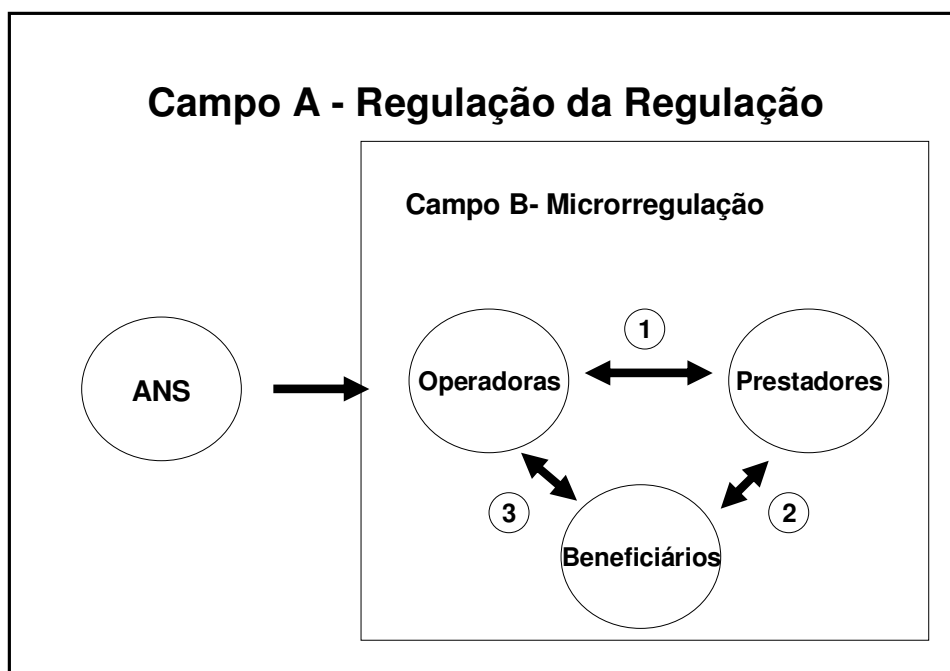 Campo A - Regulação da Regulação
Campo B- Microrregulação
1
ANS
Operadoras
Prestadores
3
2
Beneficiários